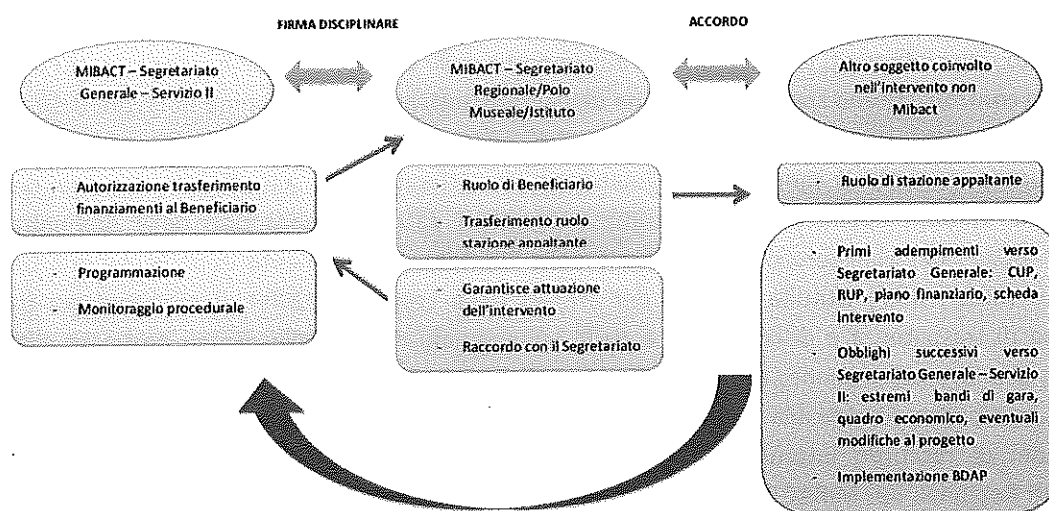 FIRMA DISCIPLINARE
ACCORDO
MIBACT – Segretariato
Generale – Servizio II
MIBACT – Segretariato
Regionale/Polo
Museale/Istituto
Altro soggetto coinvolto
nell'intervento non
Mibact
- Autorizzazione trasferimento
finanziamenti al Beneficiario
- Ruolo di Beneficiario
- Trasferimento ruolo
stazione appaltante
- Ruolo di stazione appaltante
- Programmazione
- Monitoraggio procedurale
- Garantisce attuazione
dell'intervento
- Raccordo con il Segretariato
- Primi adempimenti verso
Segretariato Generale: CUP,
RUP, piano finanziario, scheda
Intervento
- Obblighi successivi verso
Segretariato Generale – Servizio
II: estremi bandi di gara,
quadro economico, eventuali
modifiche al progetto
- Implementazione BDAP